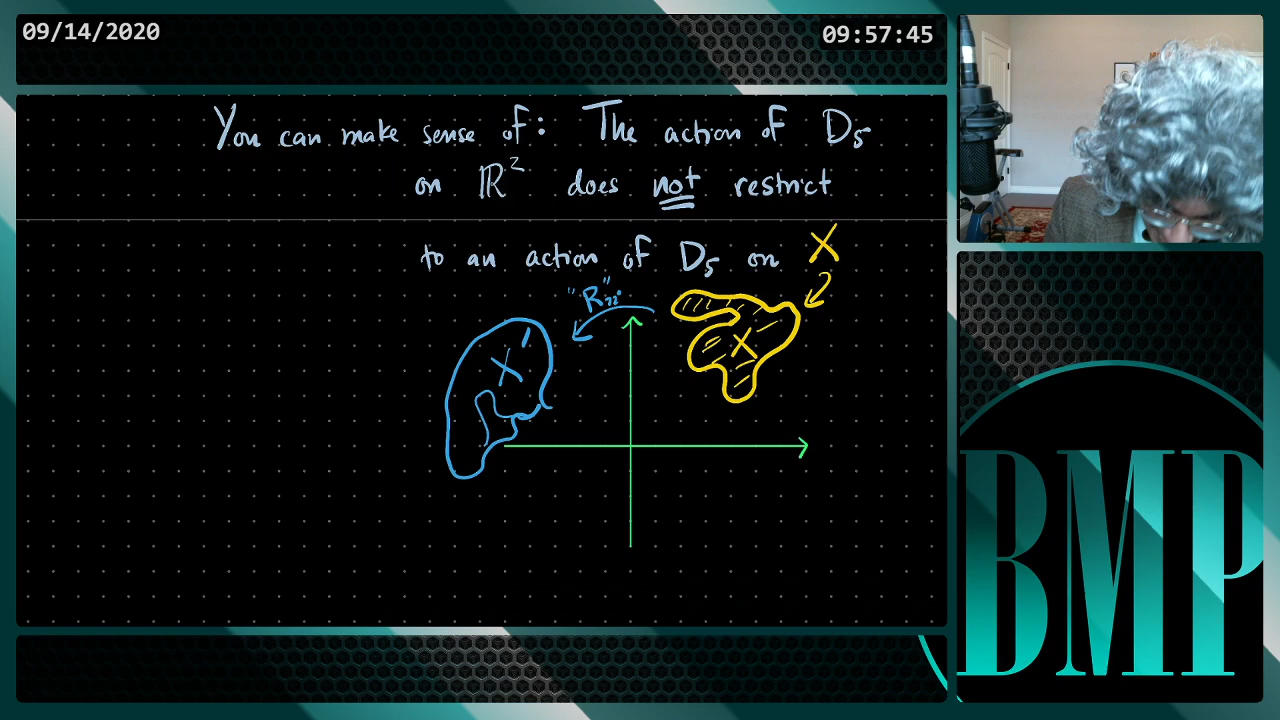 09/14/2020
09:57:45
You can make sense of: The action of D₅
on ℝ² does not restrict
to an action of D₅ on X
"R₇₂°"
X'
X
BMP